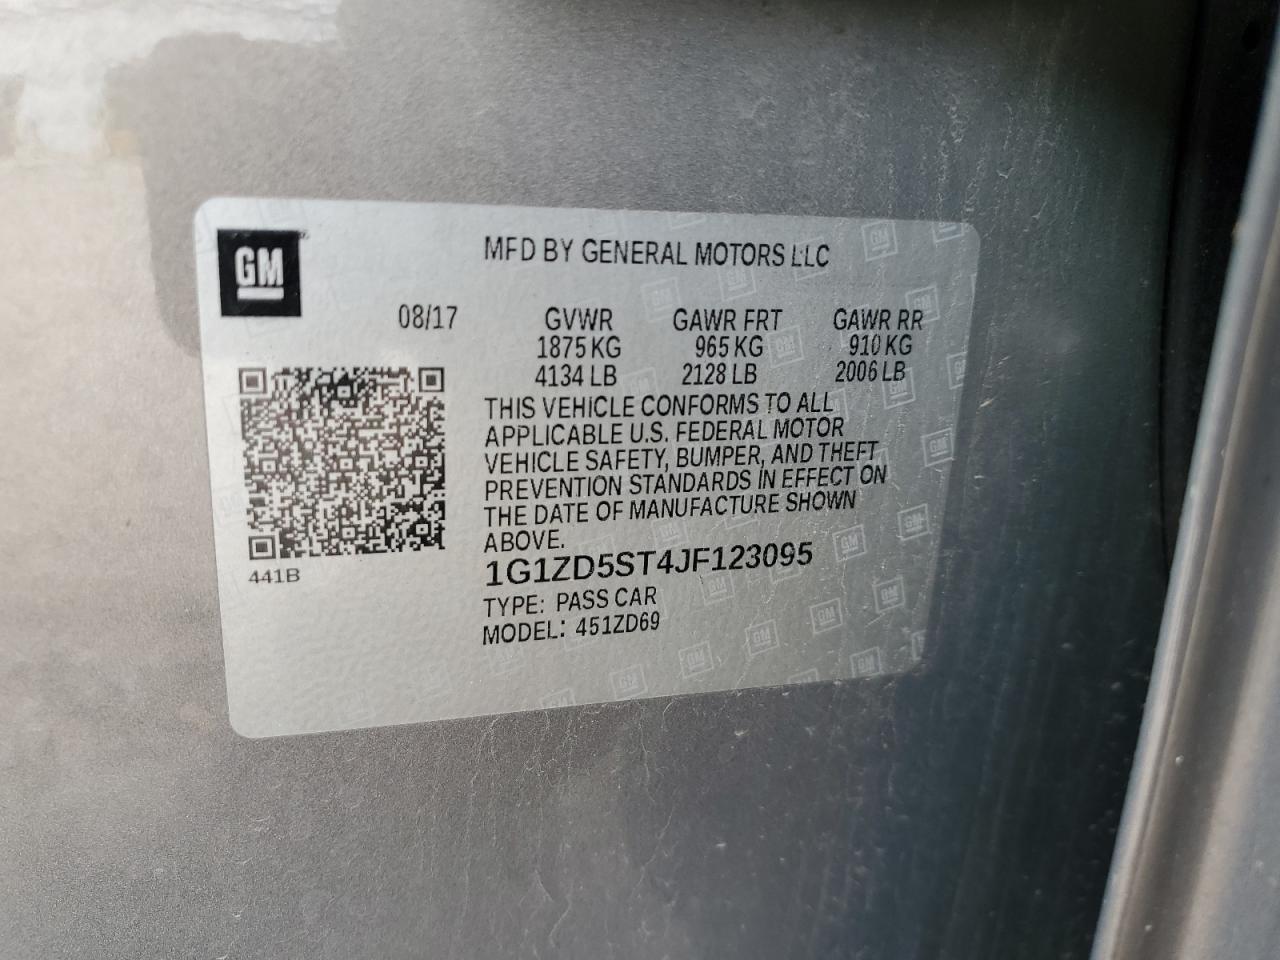 GM
MFD BY GENERAL MOTORS LLC
08/17
GVWR GAWR FRT GAWR RR
1875 KG 965 KG 910 KG
4134 LB 2128 LB 2006 LB
THIS VEHICLE CONFORMS TO ALL
APPLICABLE U.S. FEDERAL MOTOR
VEHICLE SAFETY, BUMPER, AND THEFT
PREVENTION STANDARDS IN EFFECT ON
THE DATE OF MANUFACTURE SHOWN
ABOVE.
441B
1G1ZD5ST4JF123095
TYPE: PASS CAR
MODEL: 451ZD69